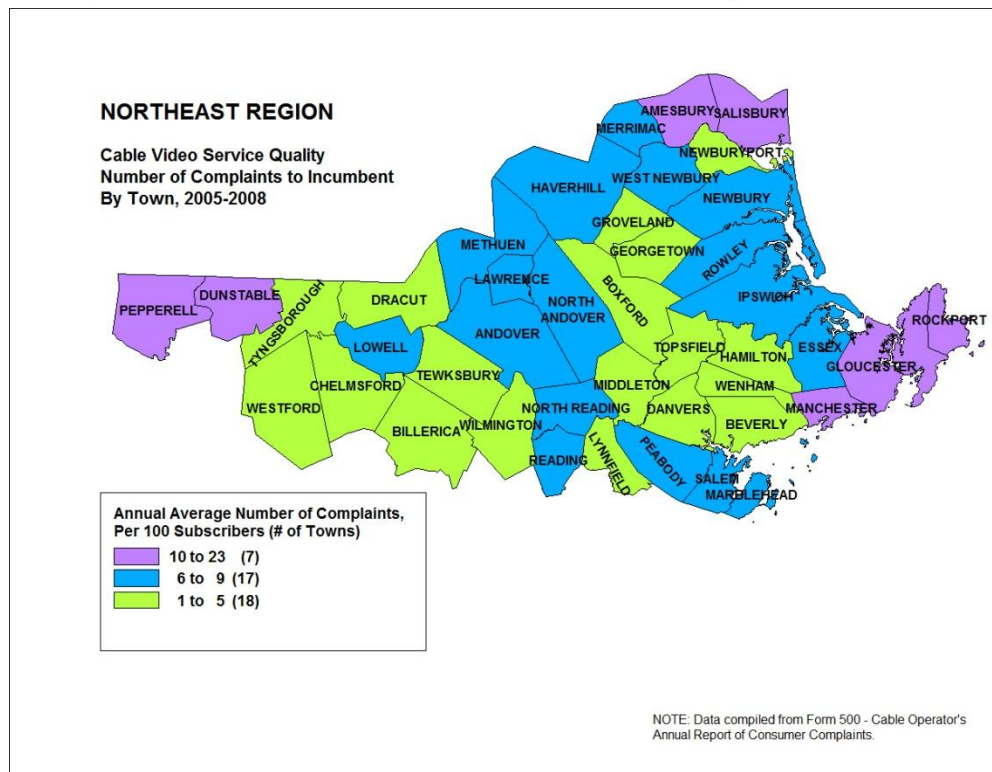 NORTHEAST REGION
Cable Video Service Quality
Number of Complaints to Incumbent
By Town, 2005-2008
AMESBURY
SALISBURY
MERRIMAC
NEWBURYPORT
WEST NEWBURY
HAVERHILL
NEWBURY
GROVELAND
METHUEN
GEORGETOWN
ROWLEY
LAWRENCE
BOXFORD
IPSWICH
DUNSTABLE
TYNGSBOROUGH
DRACUT
PEPPERELL
NORTH
ANDOVER
ANDOVER
ROCKPORT
LOWELL
TOPSFIELD
ESSEX
HAMILTON
GLOUCESTER
CHELMSFORD
TEWKSBURY
MIDDLETON
WENHAM
WESTFORD
NORTH READING
DANVERS
MANCHESTER
BILLERICA
WILMINGTON
BEVERLY
READING
LYNNFIELD
PEABODY
SALEM
MARBLEHEAD
Annual Average Number of Complaints,
Per 100 Subscribers (# of Towns)
10 to 23 (7)
6 to 9 (17)
1 to 5 (18)
NOTE: Data compiled from Form 500 - Cable Operator's
Annual Report of Consumer Complaints.